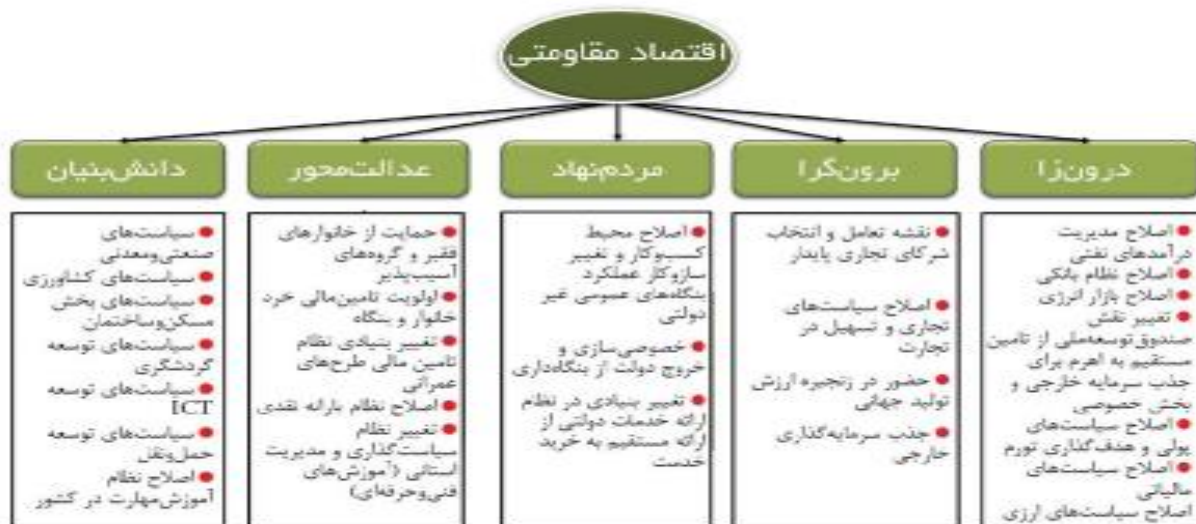 اقتصاد مقاومتی
درون‌زا
اصلاح مدیریت
درآمدهای نفتی
اصلاح نظام بانکی
اصلاح بازار انرژی
تغییر نقش
صندوق‌توسعه‌ملی از تامین
مستقیم به اهرم برای
جذب سرمایه خارجی و
بخش خصوصی
اصلاح سیاست‌های
پولی و هدف‌گذاری تورم
اصلاح سیاست‌های
مالیاتی
اصلاح سیاست‌های ارزی
برون‌گرا
نقشه تعامل و انتخاب
شرکای تجاری پایدار
اصلاح سیاست‌های
تجاری و تسهیل در
تجارت
حضور در زنجیره ارزش
تولید جهانی
جذب سرمایه‌گذاری
خارجی
مردم‌نهاد
اصلاح محیط
کسب‌وکار و تغییر
سازوکار عملکرد
بنگاه‌های عمومی غیر
دولتی
خصوصی‌سازی و
خروج دولت از بنگاه‌داری
تغییر بنیادی در نظام
ارائه خدمات دولتی از
ارائه مستقیم به خرید
خدمت
عدالت‌محور
حمایت از خانوارهای
فقیر و گروه‌های
آسیب‌پذیر
اولویت تامین‌مالی خرد
خانوار و بنگاه
تغییر بنیادی نظام
تامین مالی طرح‌های
عمرانی
اصلاح نظام یارانه نقدی
تغییر نظام
سیاست‌گذاری و مدیریت
استانی (آموزش‌های
فنی‌وحرفه‌ای)
دانش‌بنیان
سیاست‌های
صنعتی‌ومعدنی
سیاست‌های کشاورزی
سیاست‌های بخش
مسکن‌وساختمان
سیاست‌های توسعه
گردشگری
سیاست‌های توسعه
ICT
سیاست‌های توسعه
حمل‌ونقل
اصلاح نظام
آموزش‌مهارت در کشور